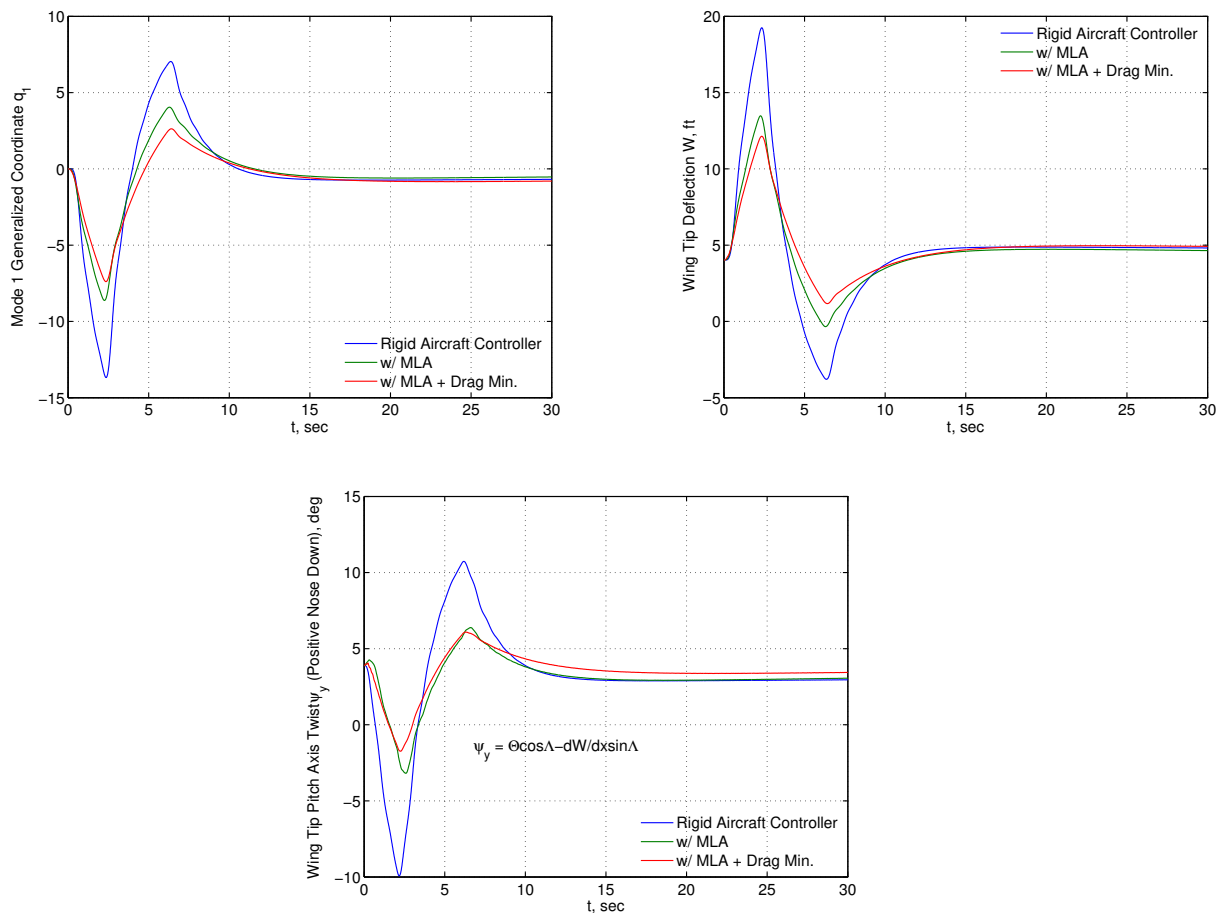 10
5
0
−5
−10
−15
Mode 1 Generalized Coordinate q₁
0 5 10 15 20 25 30
t, sec
Rigid Aircraft Controller
w/ MLA
w/ MLA + Drag Min.
20
15
10
5
0
−5
Wing Tip Deflection W, ft
0 5 10 15 20 25 30
t, sec
Rigid Aircraft Controller
w/ MLA
w/ MLA + Drag Min.
15
10
5
0
−5
−10
Wing Tip Pitch Axis Twist ψ_y (Positive Nose Down), deg
0 5 10 15 20 25 30
t, sec
ψ_y = ΘcosΛ−dW/dxsinΛ
Rigid Aircraft Controller
w/ MLA
w/ MLA + Drag Min.